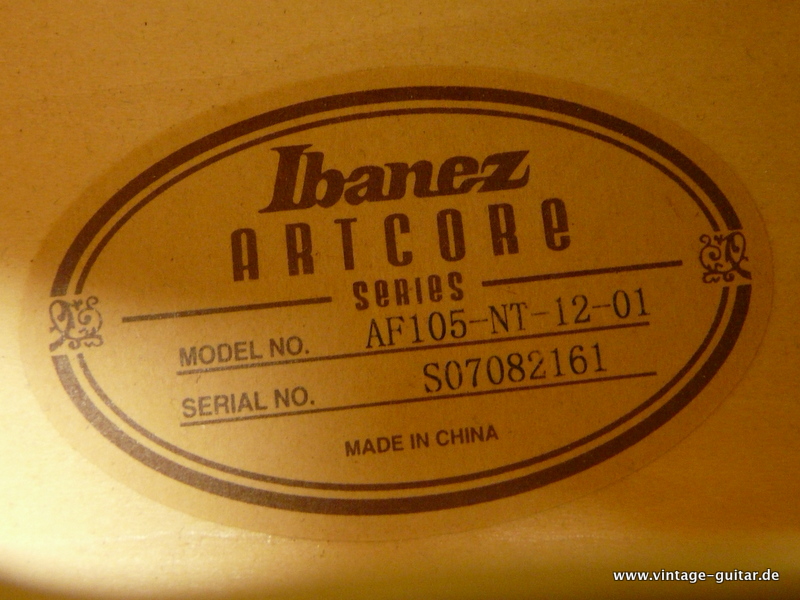 Ibanez
ARTCORE
SERIES
MODEL NO. AF105-NT-12-01
SERIAL NO. S07082161
MADE IN CHINA
www.vintage-guitar.de